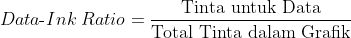 Data-Ink Ratio = Tinta untuk Data / Total Tinta dalam Grafik